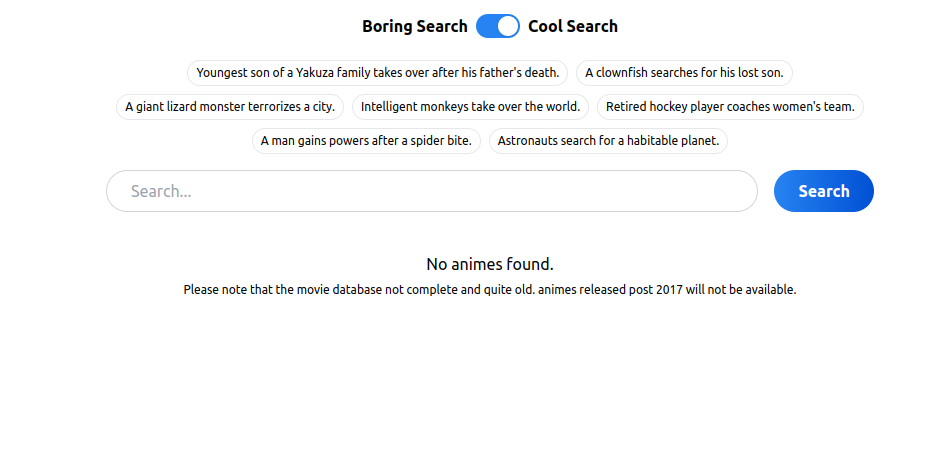 Boring Search Cool Search
Youngest son of a Yakuza family takes over after his father's death. A clownfish searches for his lost son.
A giant lizard monster terrorizes a city. Intelligent monkeys take over the world. Retired hockey player coaches women's team.
A man gains powers after a spider bite. Astronauts search for a habitable planet.
Search... Search
No animes found.
Please note that the movie database not complete and quite old. animes released post 2017 will not be available.